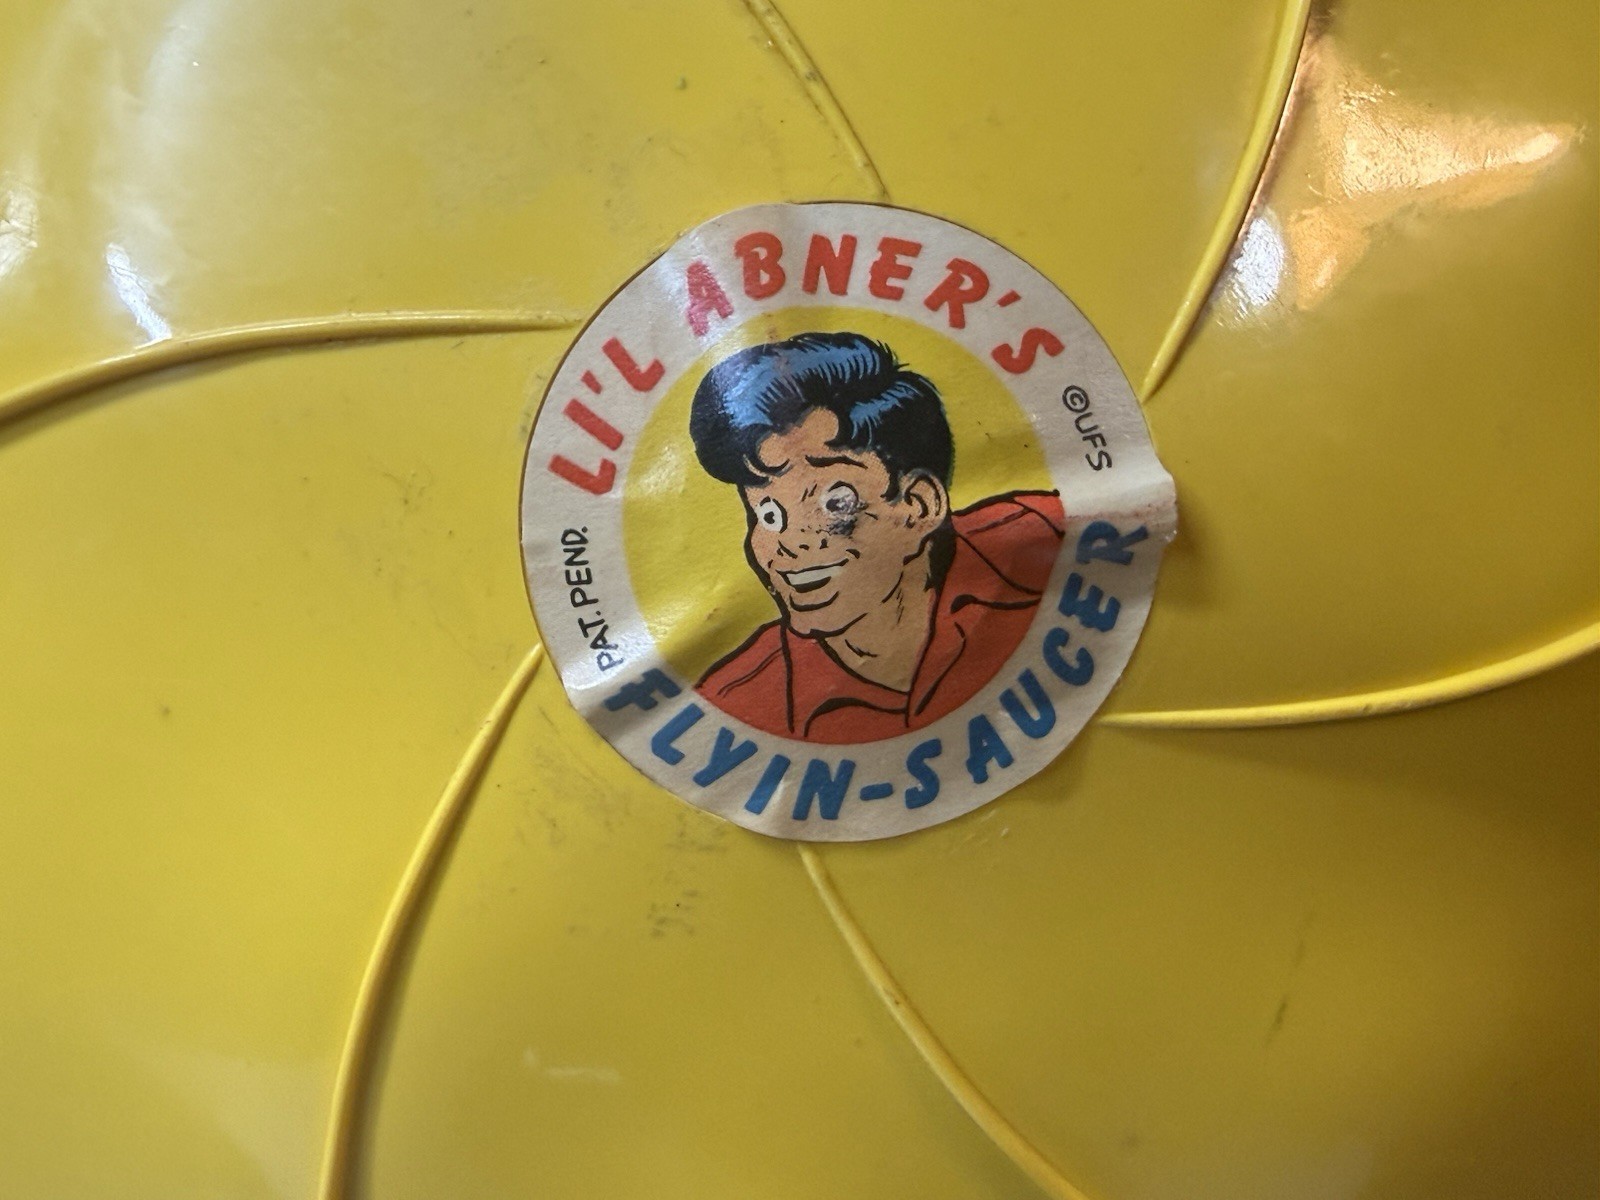 LI'L ABNER'S
©UFS
PAT. PEND.
FLYIN-SAUCER